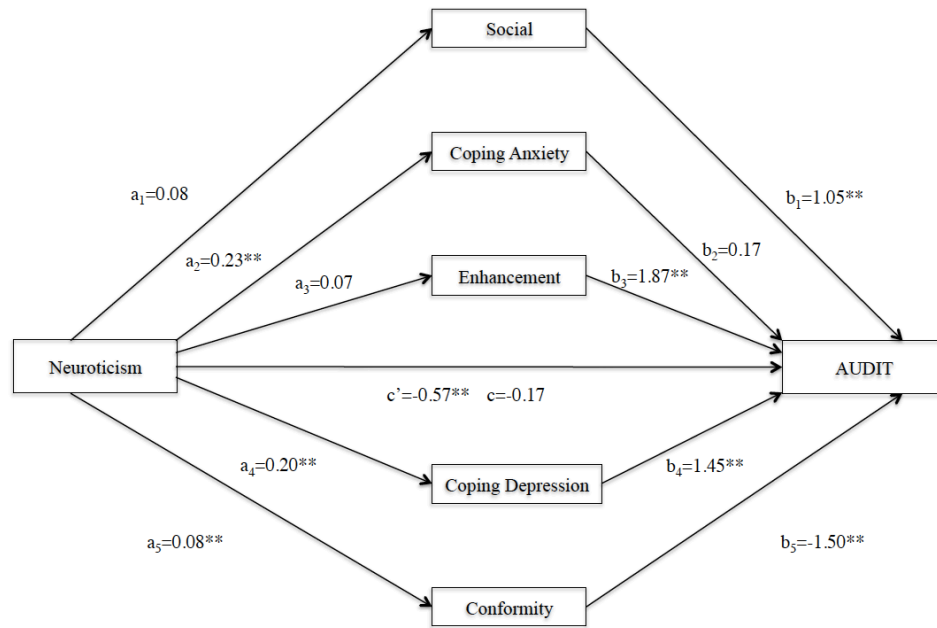 Social
Coping Anxiety
a₁=0.08
b₁=1.05**
a₂=0.23**
b₂=0.17
a₃=0.07
Enhancement
b₃=1.87**
Neuroticism
AUDIT
c’=-0.57** c=-0.17
a₄=0.20**
Coping Depression
b₄=1.45**
a₅=0.08**
b₅=-1.50**
Conformity